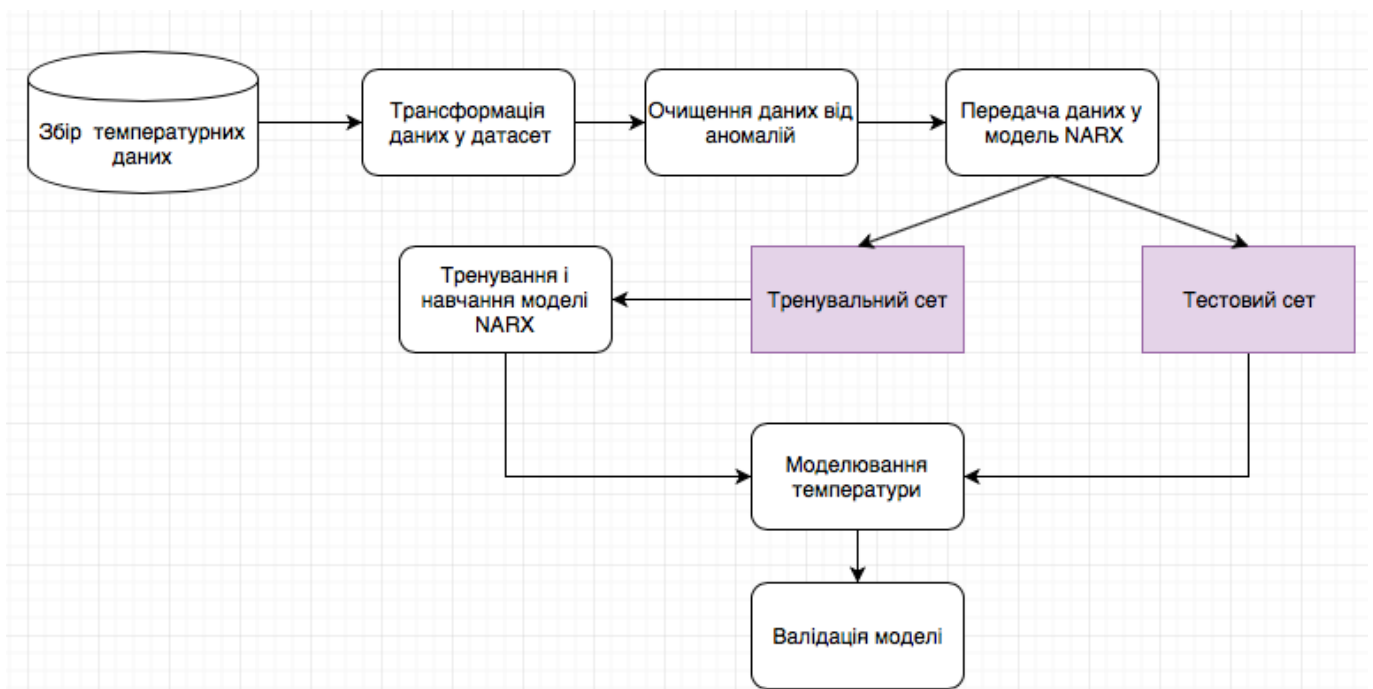 Збір температурних
даних
Трансформація
даних у датасет
Очищення даних від
аномалій
Передача даних у
модель NARX
Тренування і
навчання моделі
NARX
Тренувальний сет
Тестовий сет
Моделювання
температури
Валідація моделі